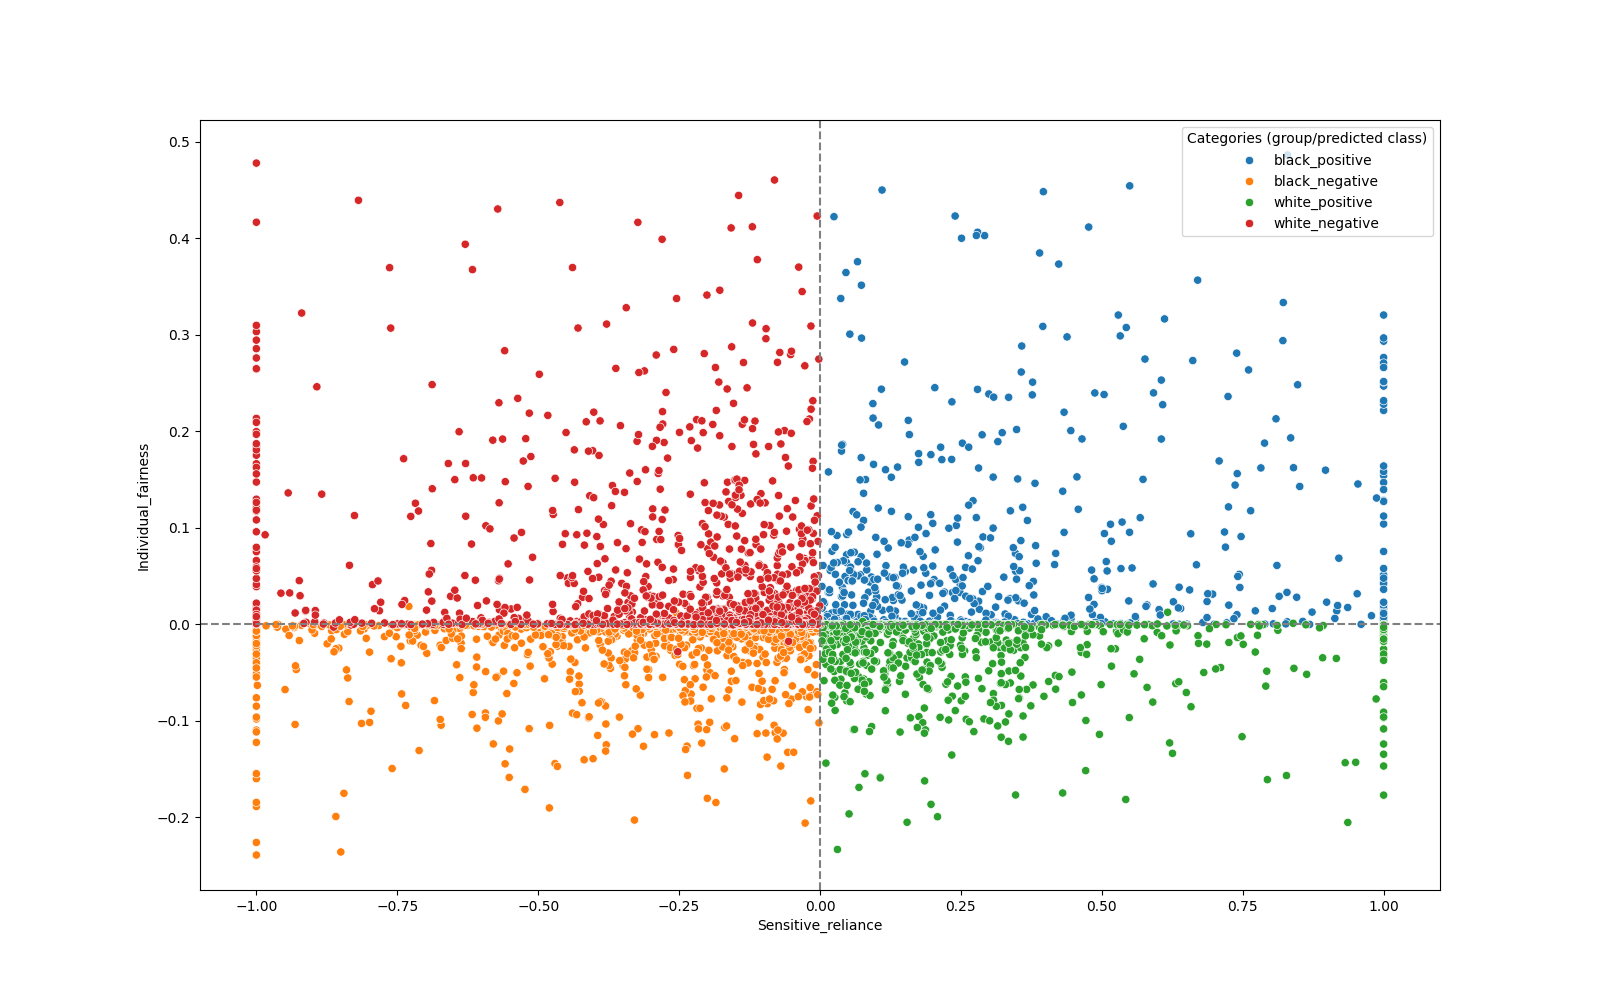 Categories (group/predicted class)
black_positive
black_negative
white_positive
white_negative
Individual_fairness
0.5
0.4
0.3
0.2
0.1
0.0
−0.1
−0.2
−1.00 −0.75 −0.50 −0.25 0.00 0.25 0.50 0.75 1.00
Sensitive_reliance